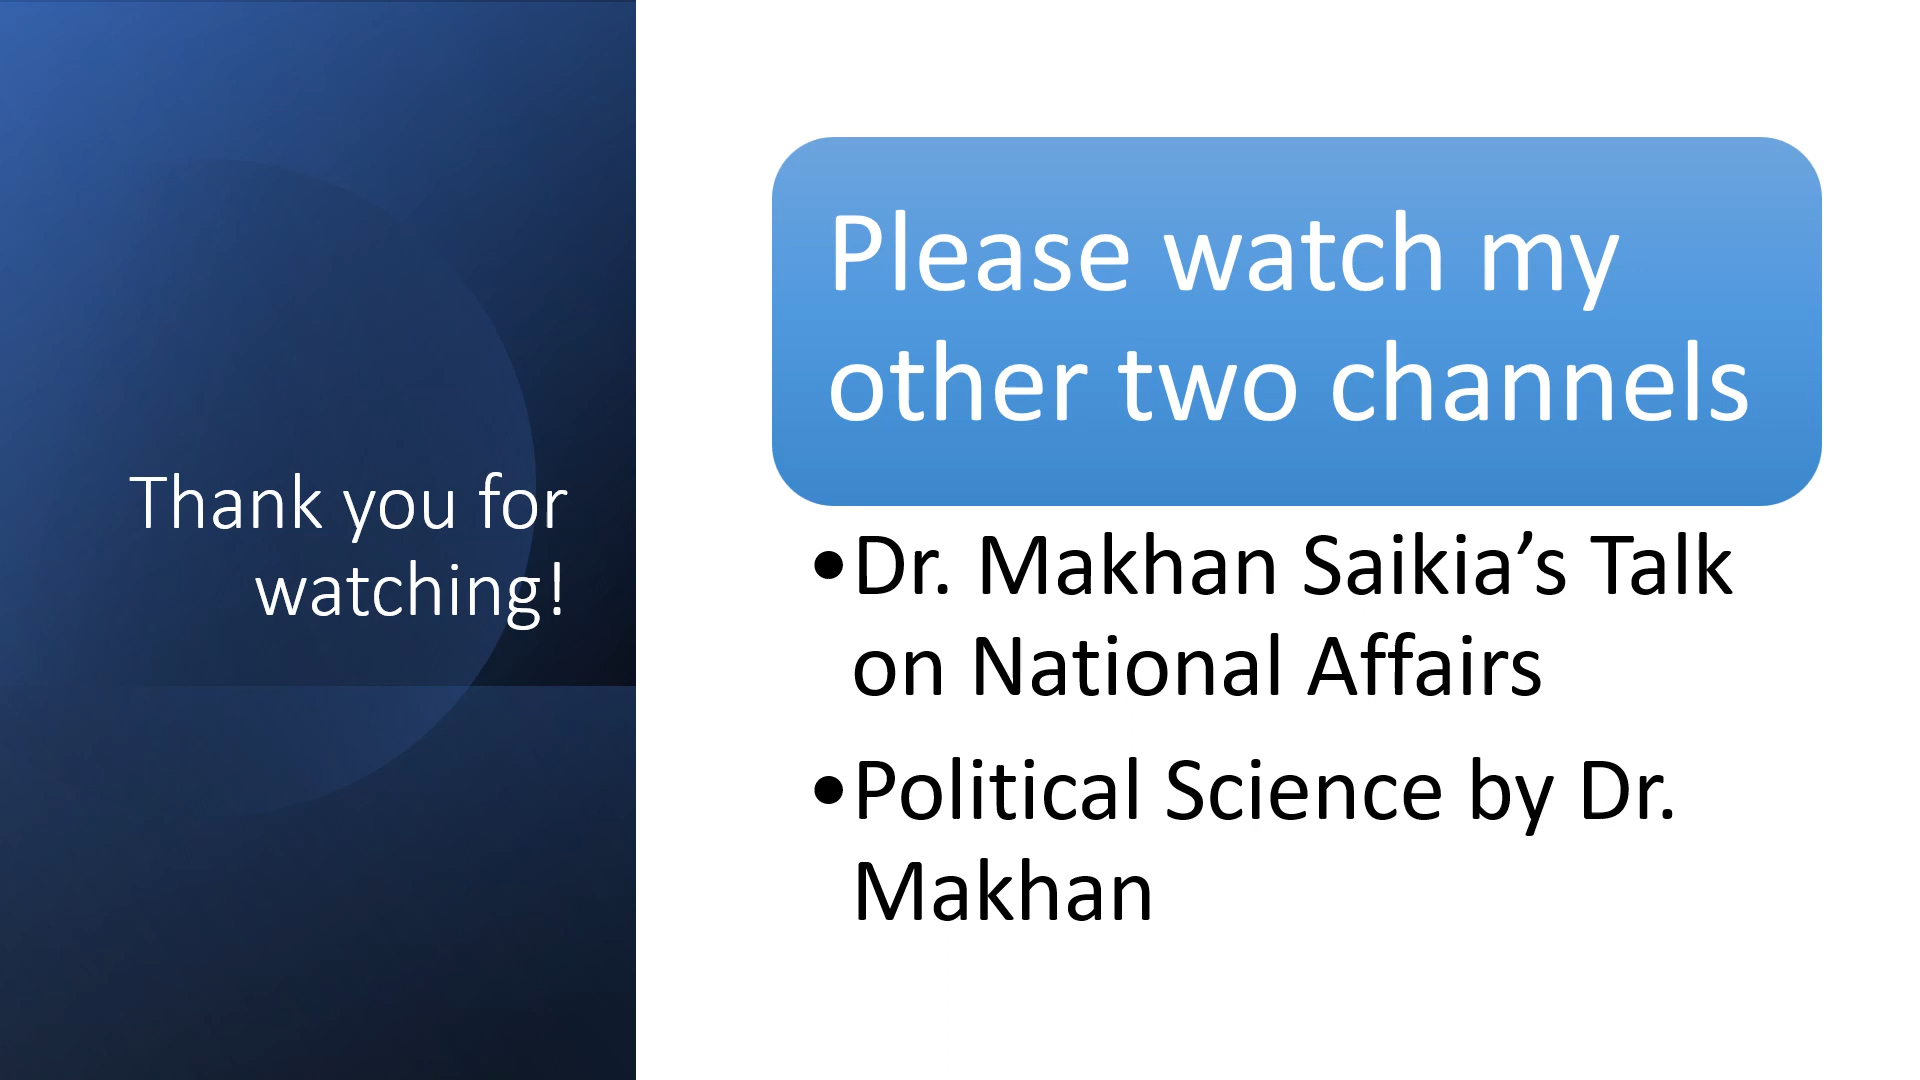 Thank you for
watching!
Please watch my
other two channels
•Dr. Makhan Saikia’s Talk
on National Affairs
•Political Science by Dr.
Makhan